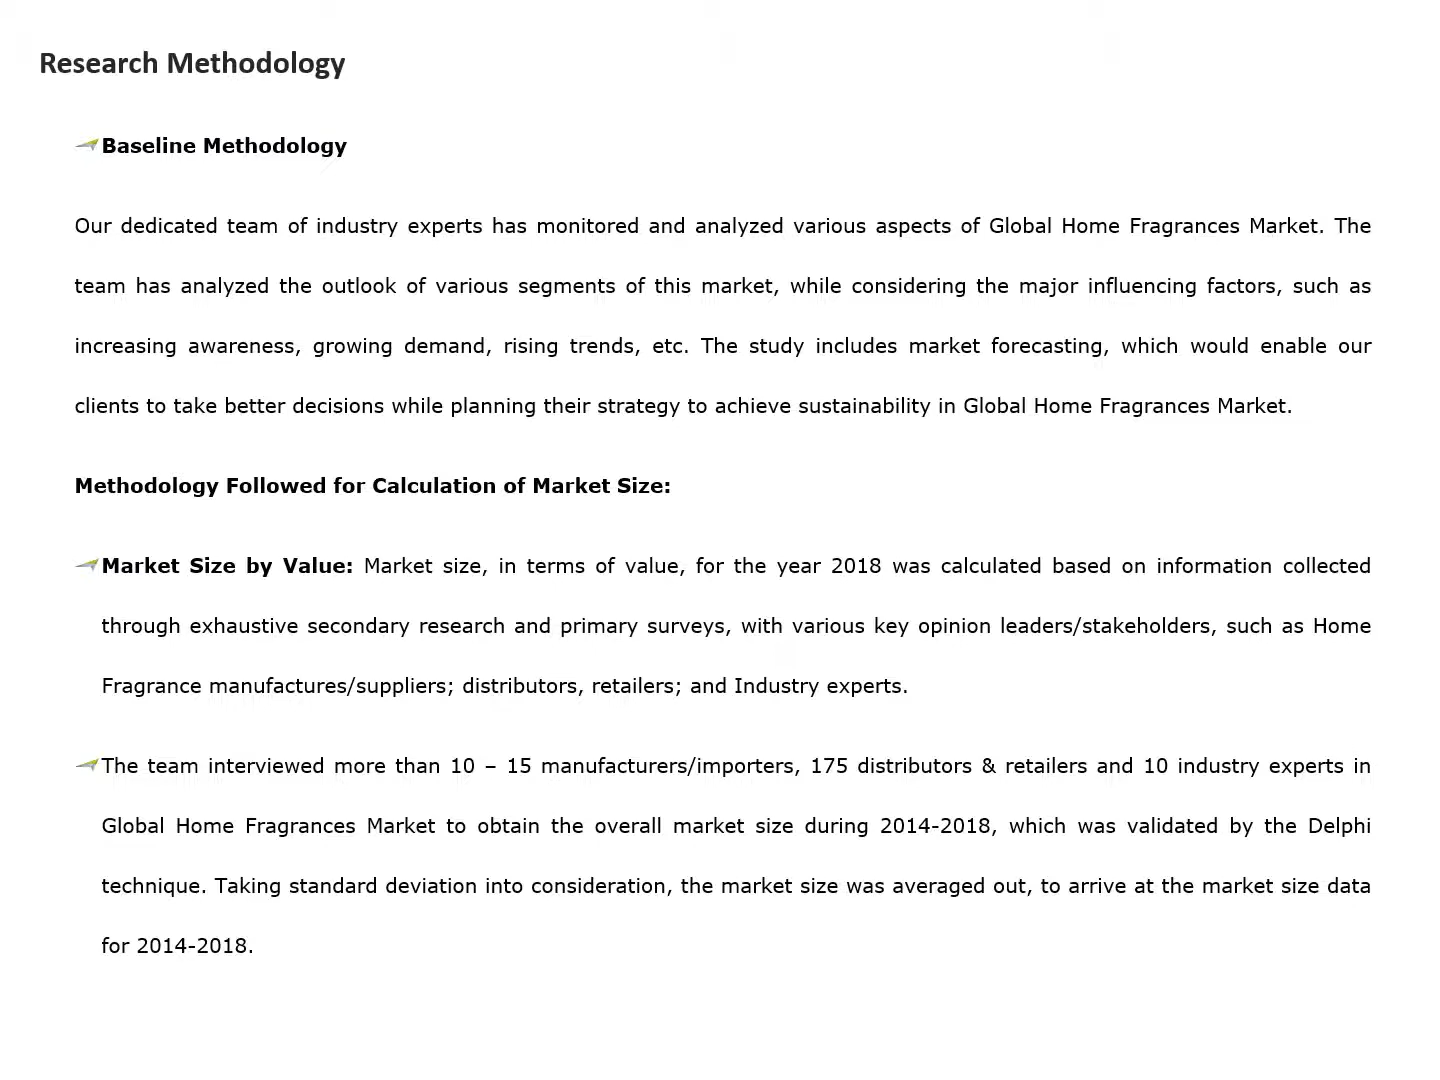 Research Methodology
Baseline Methodology
Our dedicated team of industry experts has monitored and analyzed various aspects of Global Home Fragrances Market. The
team has analyzed the outlook of various segments of this market, while considering the major influencing factors, such as
increasing awareness, growing demand, rising trends, etc. The study includes market forecasting, which would enable our
clients to take better decisions while planning their strategy to achieve sustainability in Global Home Fragrances Market.
Methodology Followed for Calculation of Market Size:
Market Size by Value: Market size, in terms of value, for the year 2018 was calculated based on information collected
through exhaustive secondary research and primary surveys, with various key opinion leaders/stakeholders, such as Home
Fragrance manufactures/suppliers; distributors, retailers; and Industry experts.
The team interviewed more than 10 – 15 manufacturers/importers, 175 distributors & retailers and 10 industry experts in
Global Home Fragrances Market to obtain the overall market size during 2014-2018, which was validated by the Delphi
technique. Taking standard deviation into consideration, the market size was averaged out, to arrive at the market size data
for 2014-2018.